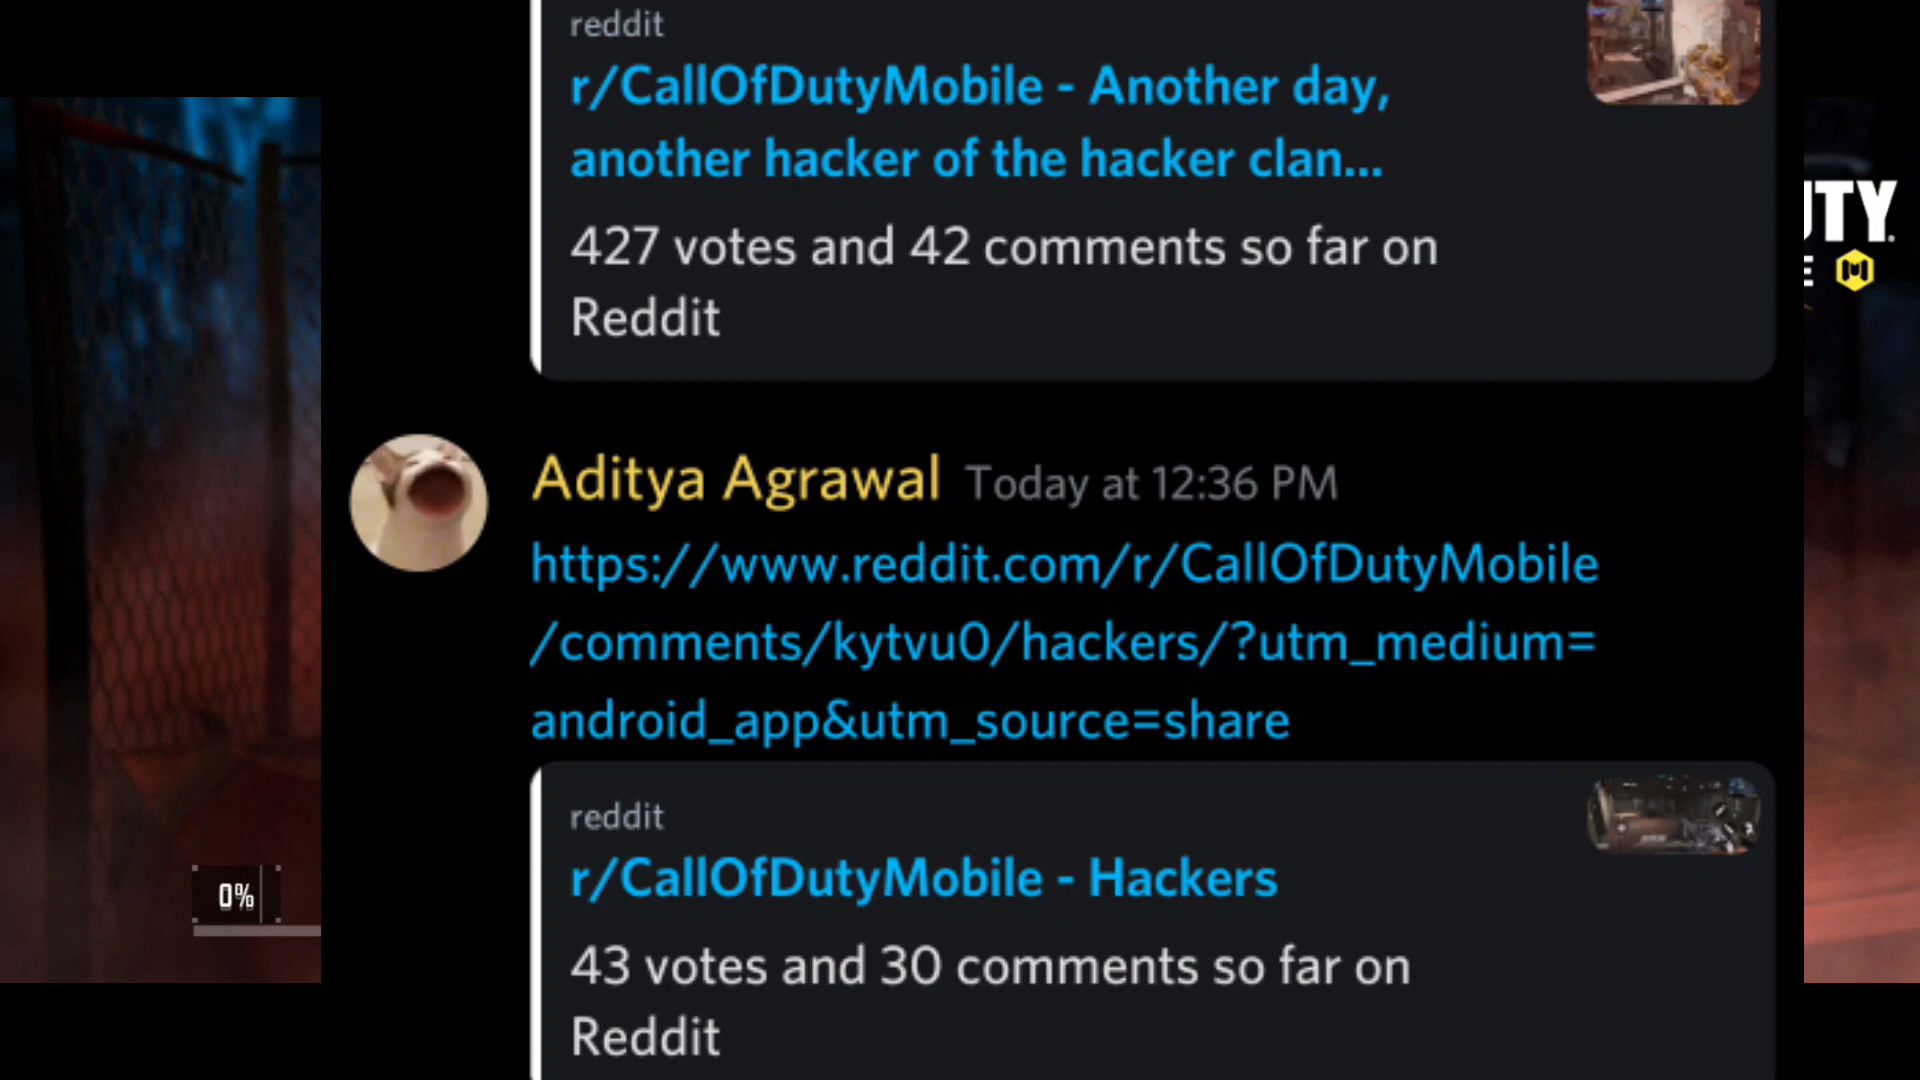 reddit
r/CallOfDutyMobile - Another day,
another hacker of the hacker clan...
427 votes and 42 comments so far on
Reddit
UTY.
E
Aditya Agrawal Today at 12:36 PM
https://www.reddit.com/r/CallOfDutyMobile
/comments/kytvu0/hackers/?utm_medium=
android_app&utm_source=share
reddit
r/CallOfDutyMobile - Hackers
43 votes and 30 comments so far on
Reddit
0%